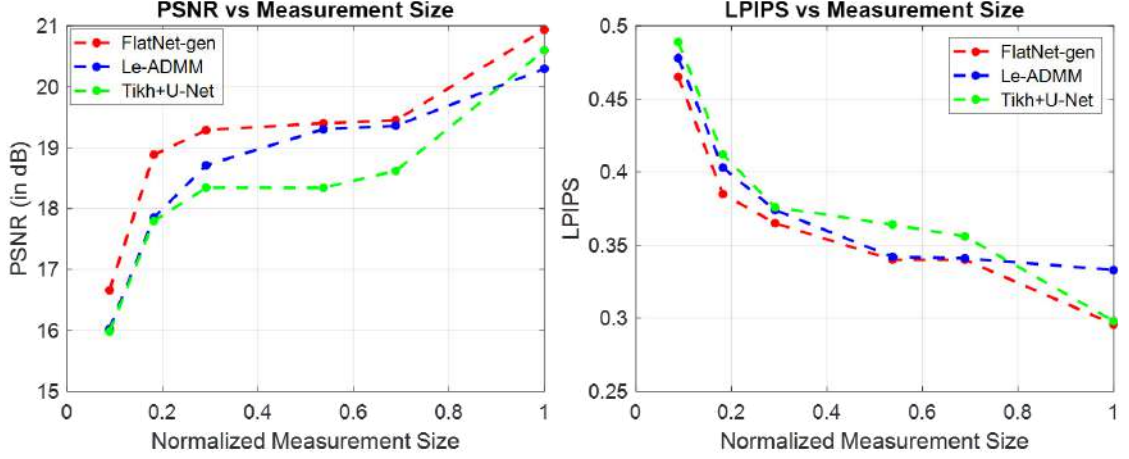 PSNR vs Measurement Size
21
20
19
18
17
16
15
PSNR (in dB)
FlatNet-gen
Le-ADMM
Tikh+U-Net
0
0.2
0.4
0.6
0.8
1
Normalized Measurement Size
LPIPS vs Measurement Size
0.5
0.45
0.4
0.35
0.3
0.25
LPIPS
FlatNet-gen
Le-ADMM
Tikh+U-Net
0
0.2
0.4
0.6
0.8
1
Normalized Measurement Size